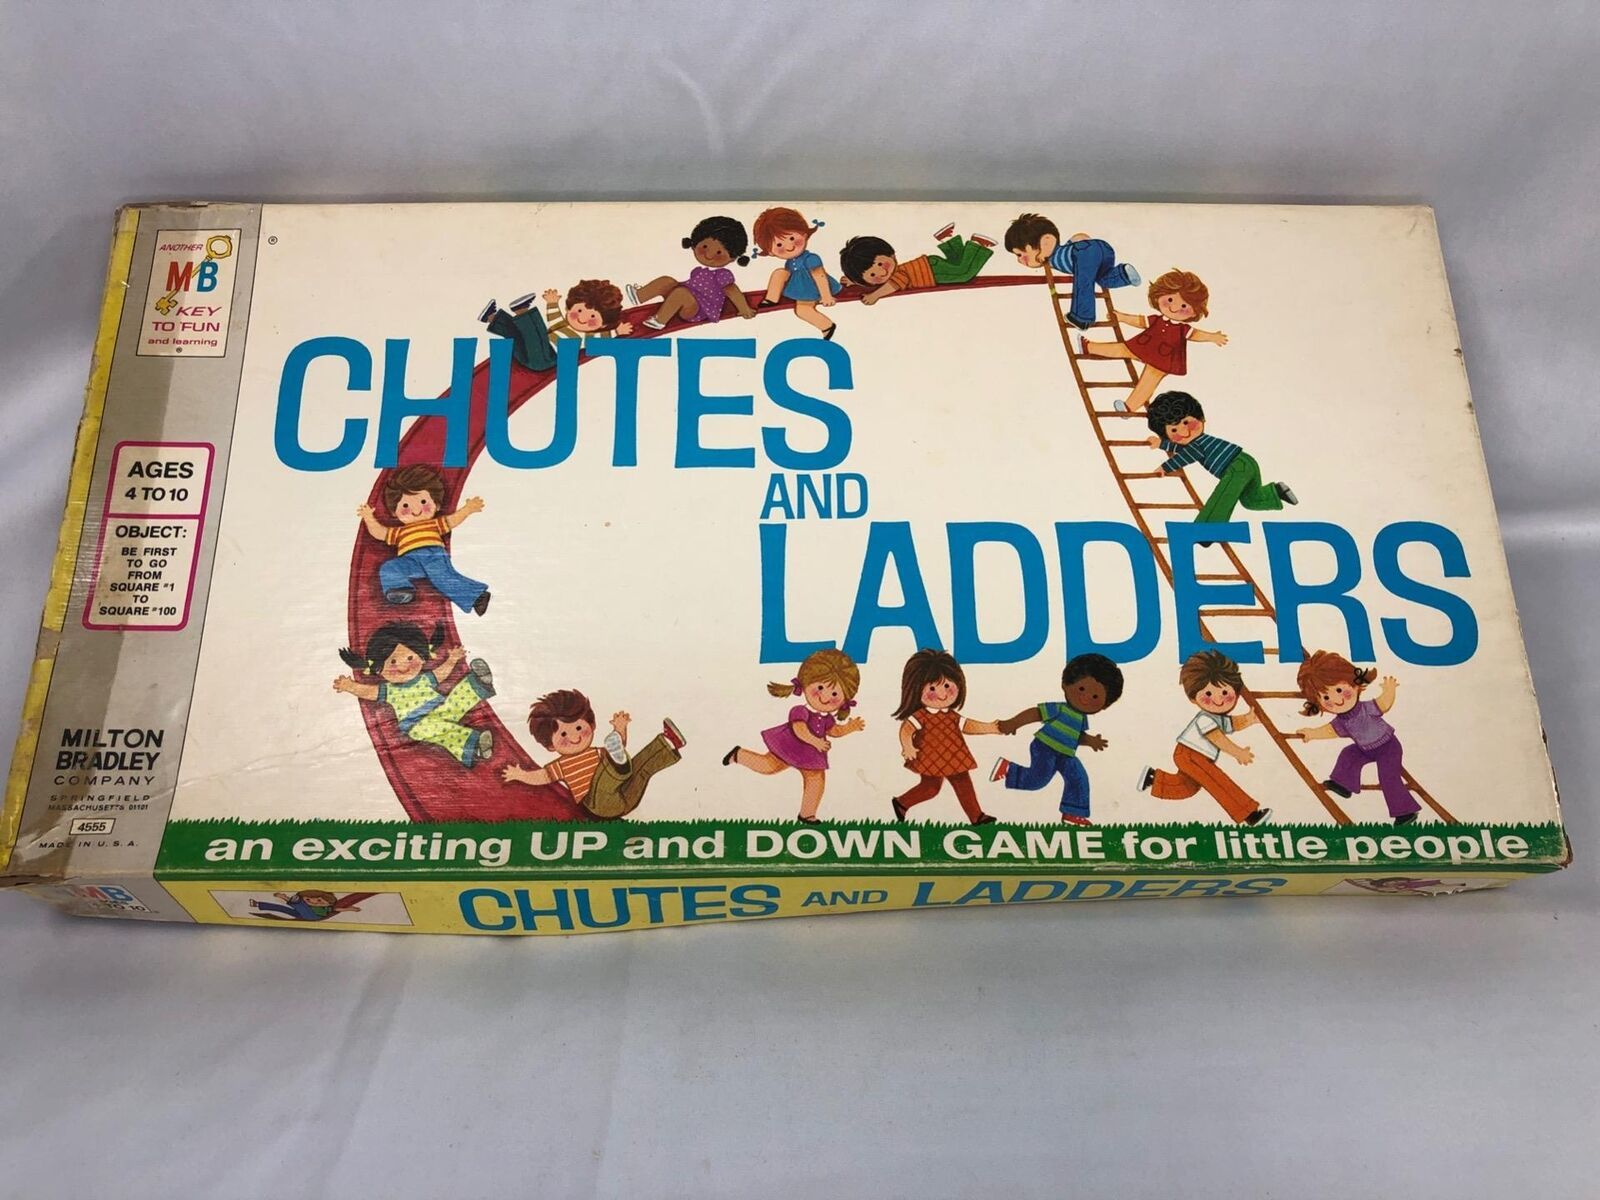 ANOTHER
MB
KEY
TO FUN
and learning
®
®
AGES
4 TO 10
OBJECT:
BE FIRST
TO GO
FROM
SQUARE #1
TO
SQUARE #100
MILTON
BRADLEY
COMPANY
SPRINGFIELD
MASSACHUSETTS 01101
4555
MADE IN U.S.A.
CHUTES
AND
LADDERS
an exciting UP and DOWN GAME for little people
MB
CHUTES AND LADDERS